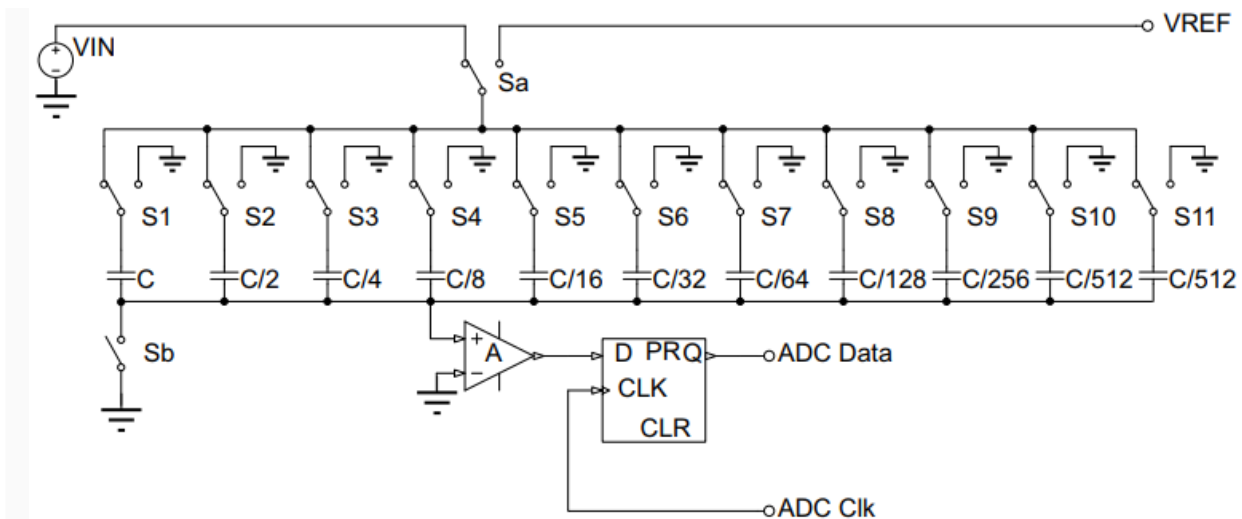 VREF
VIN
Sa
S1 S2 S3 S4 S5 S6 S7 S8 S9 S10 S11
C C/2 C/4 C/8 C/16 C/32 C/64 C/128 C/256 C/512 C/512
Sb
+ A D PR Q ADC Data
− CLK
CLR
ADC Clk